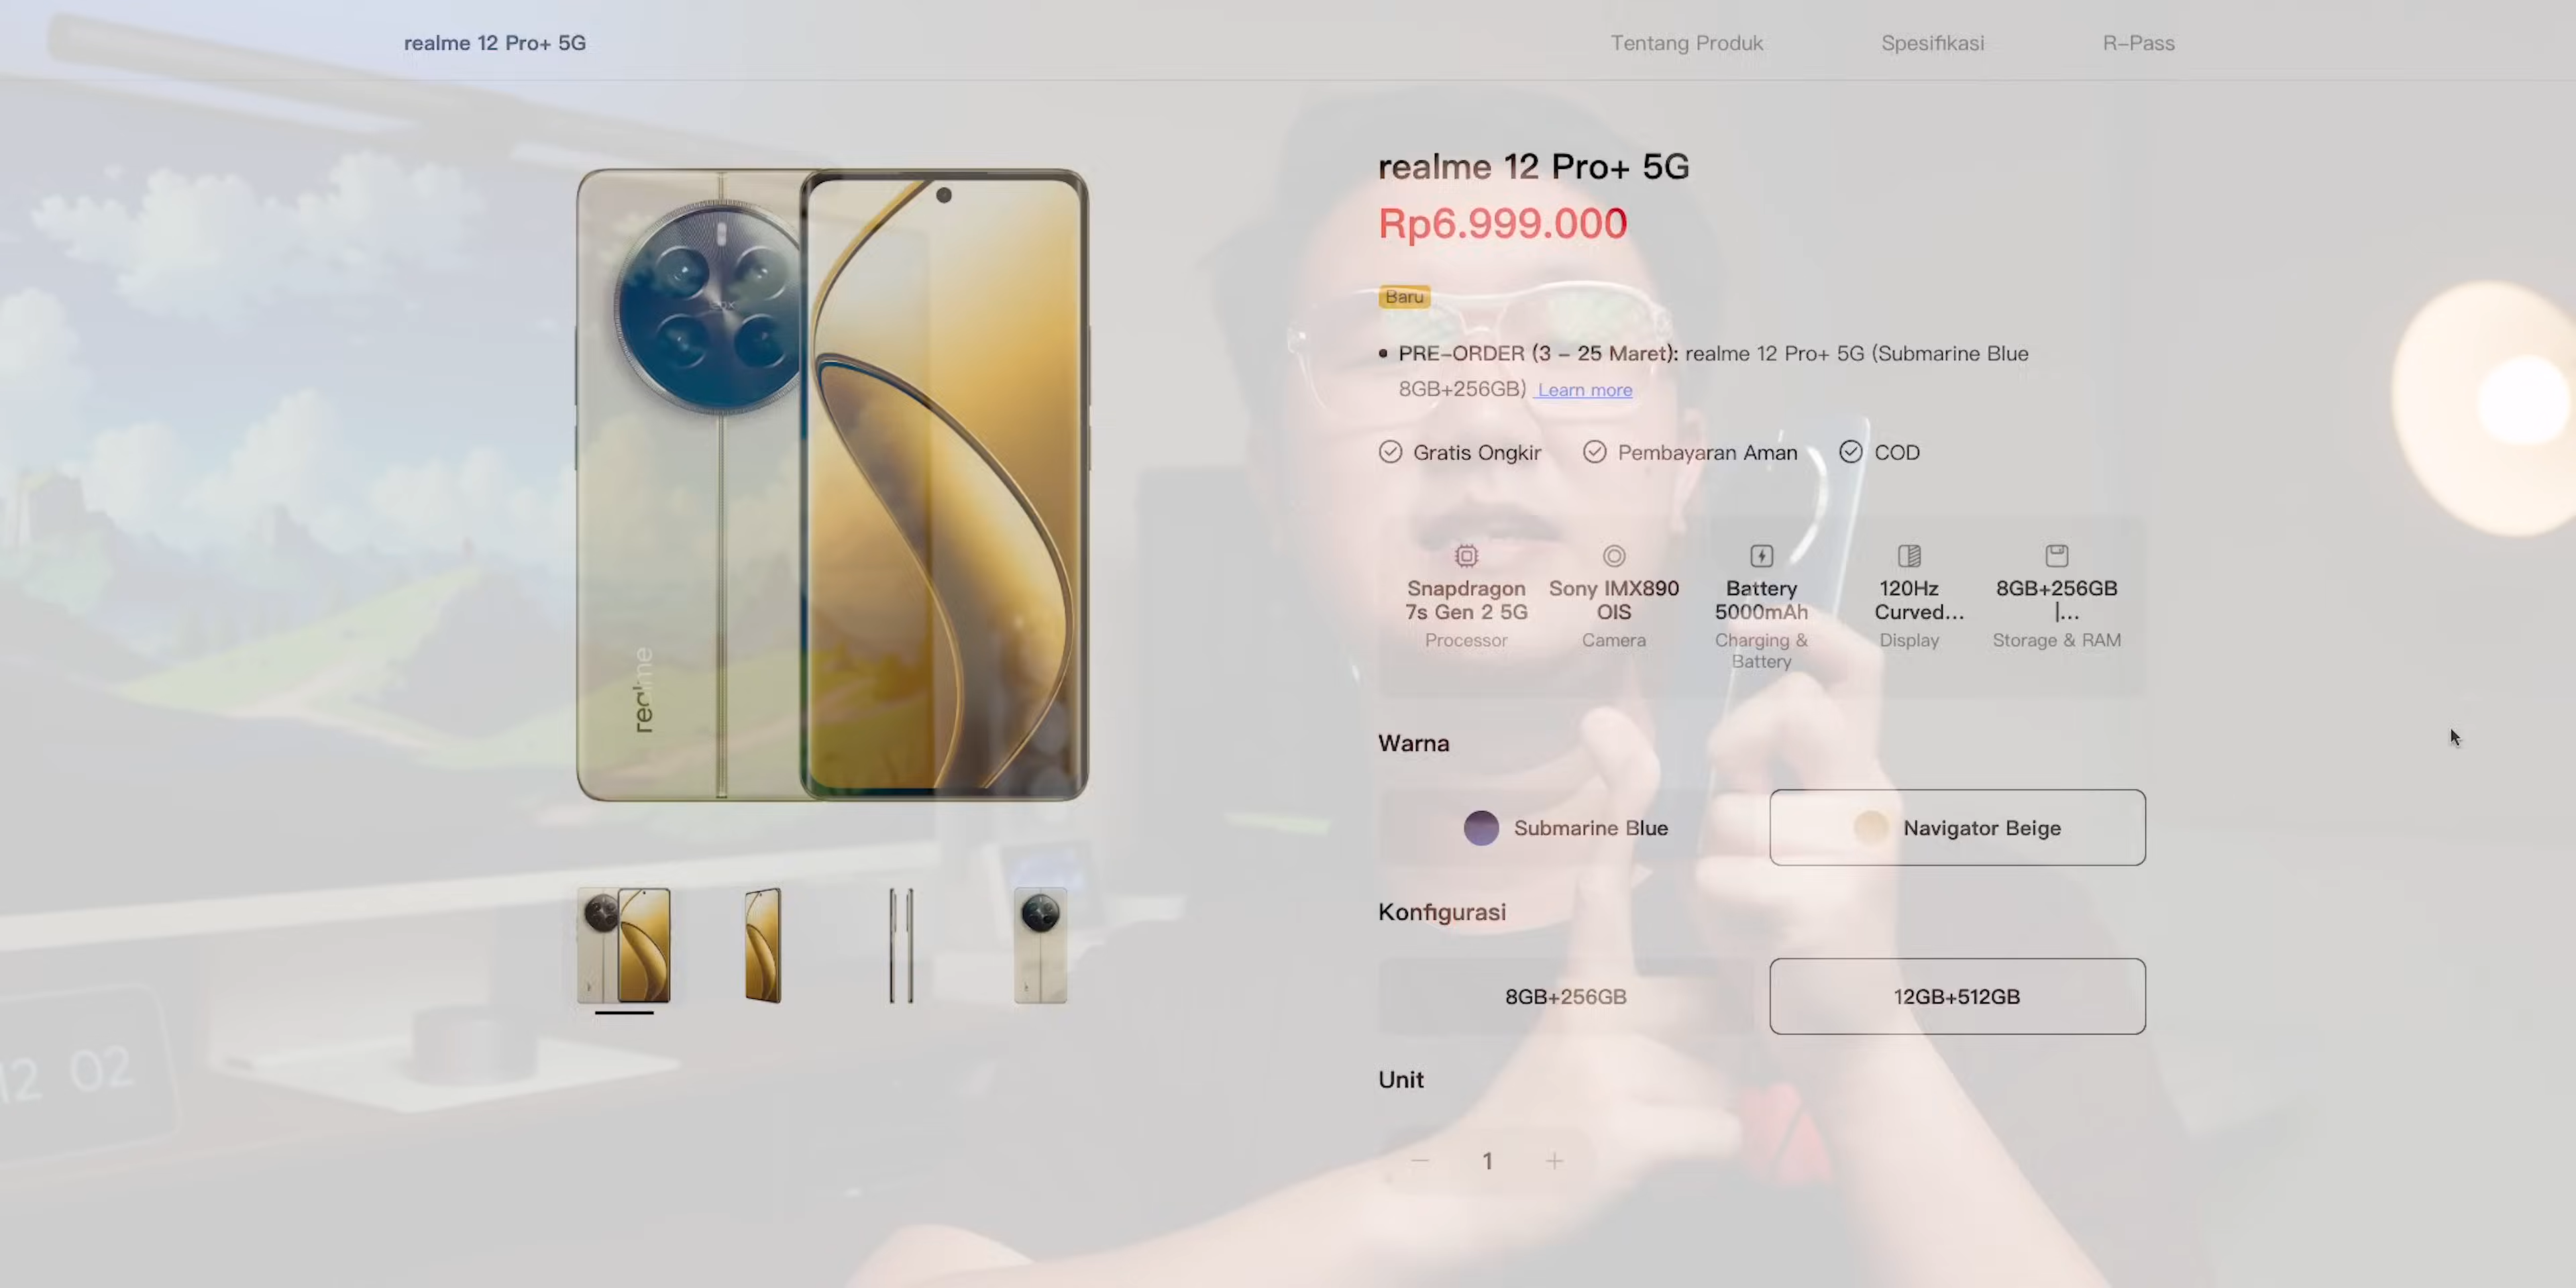 realme 12 Pro+ 5G
Tentang Produk
Spesifikasi
R-Pass
realme 12 Pro+ 5G
Rp6.999.000
Baru
PRE-ORDER (3 – 25 Maret): realme 12 Pro+ 5G (Submarine Blue
8GB+256GB) Learn more
Gratis Ongkir
Pembayaran Aman
COD
Snapdragon
7s Gen 2 5G
Processor
Sony IMX890
OIS
Camera
Battery
5000mAh
Charging &
Battery
120Hz
Curved...
Display
8GB+256GB
|...
Storage & RAM
realme
Warna
Submarine Blue
Navigator Beige
Konfigurasi
8GB+256GB
12GB+512GB
Unit
1
12 02